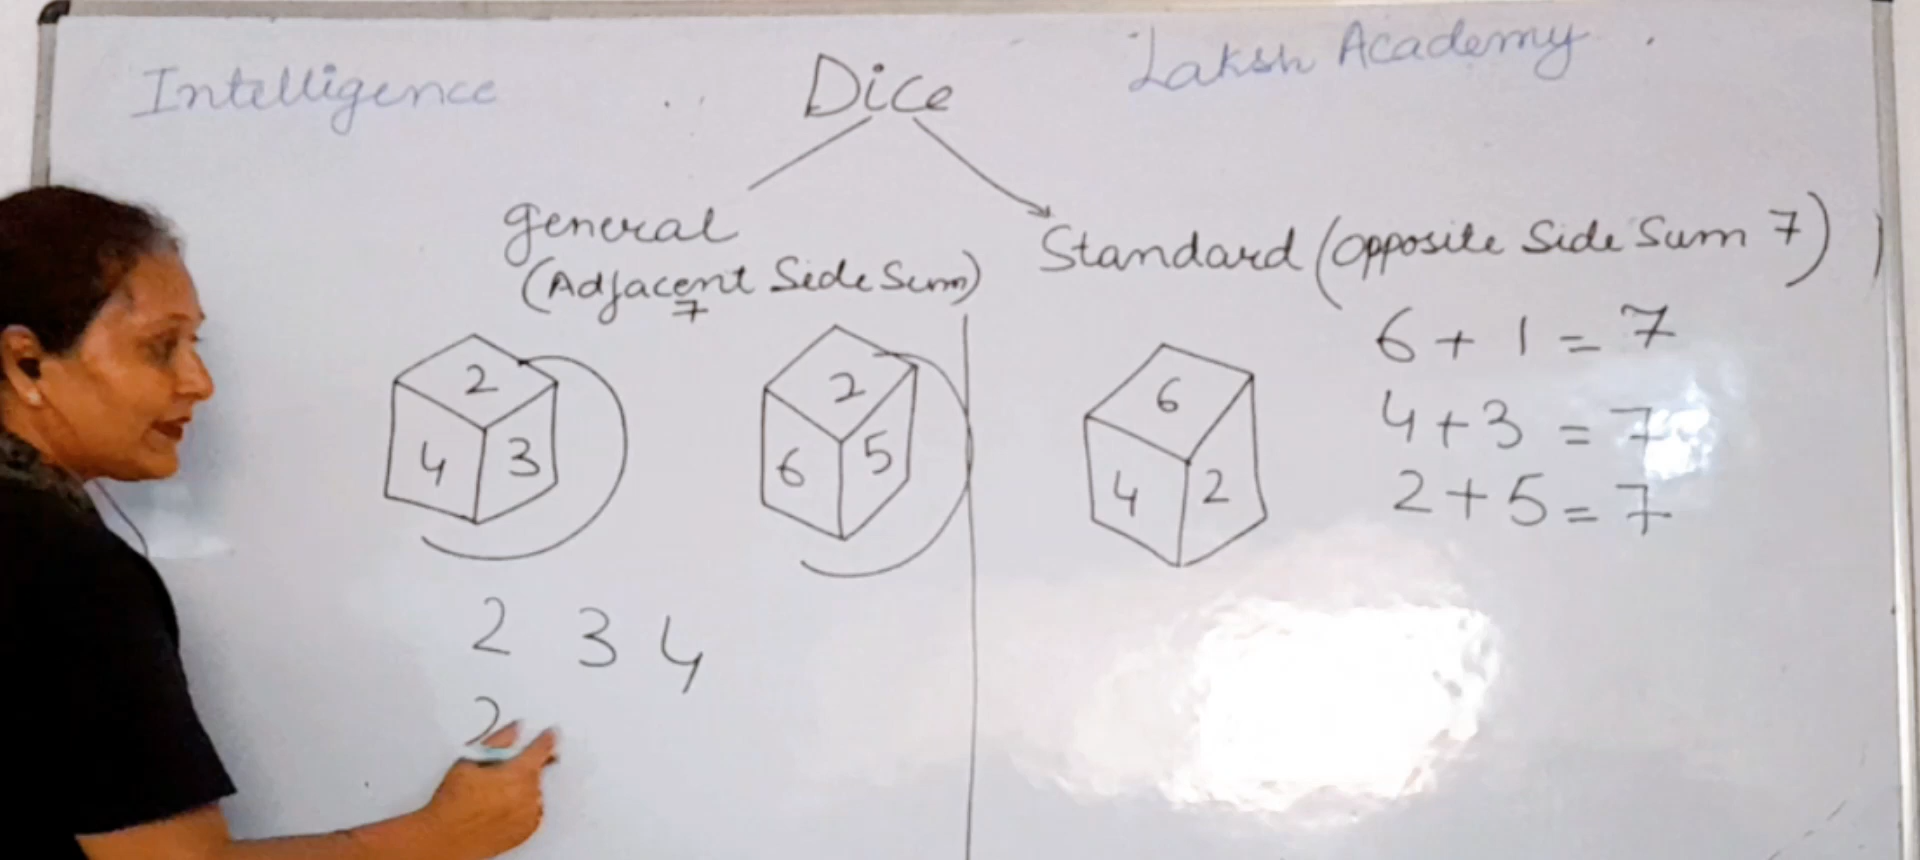 Intelligence
Dice
Laksh Academy
General
(Adjacent Side Sum)
7
Standard (opposite Side Sum 7)
2
4 3
2
6 5
6
4 2
6 + 1 = 7
4 + 3 = 7
2 + 5 = 7
2 3 4
2